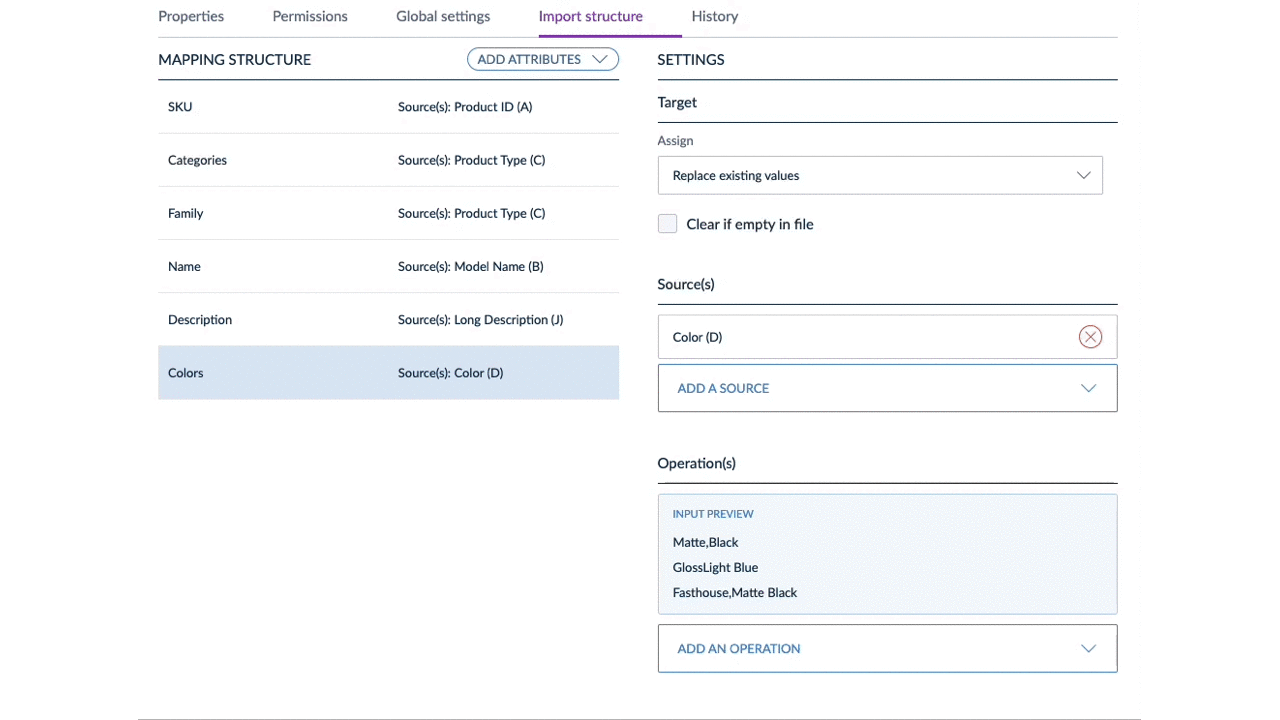 Properties
Permissions
Global settings
Import structure
History
MAPPING STRUCTURE
ADD ATTRIBUTES
SKU
Source(s): Product ID (A)
Categories
Source(s): Product Type (C)
Family
Source(s): Product Type (C)
Name
Source(s): Model Name (B)
Description
Source(s): Long Description (J)
Colors
Source(s): Color (D)
SETTINGS
Target
Assign
Replace existing values
Clear if empty in file
Source(s)
Color (D)
ADD A SOURCE
Operation(s)
INPUT PREVIEW
Matte,Black
GlossLight Blue
Fasthouse,Matte Black
ADD AN OPERATION